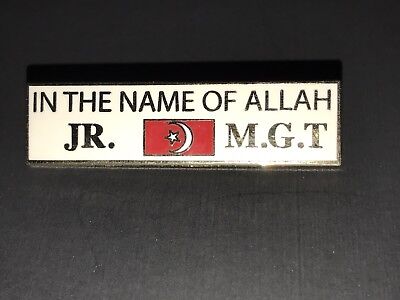 IN THE NAME OF ALLAH
JR. M.G.T